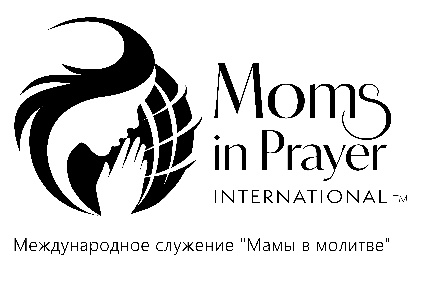 Moms
in Prayer
INTERNATIONAL™
Международное служение "Мамы в молитве"